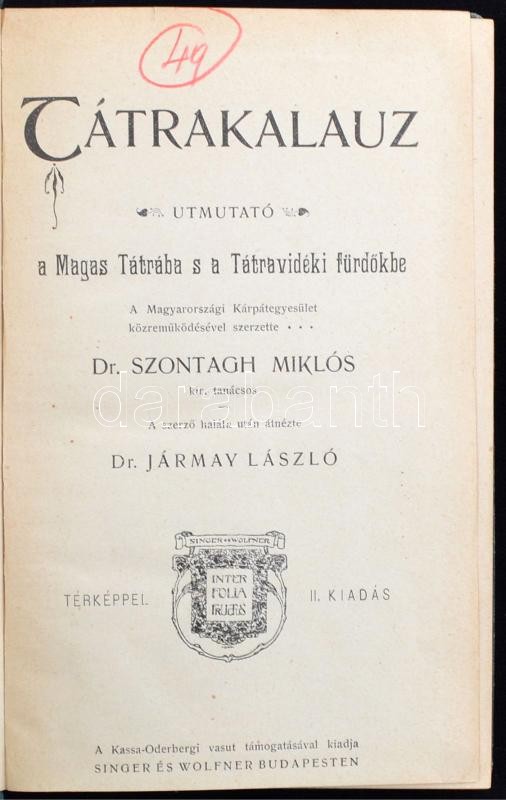 49
TÁTRAKALAUZ
UTMUTATÓ
a Magas Tátrába s a Tátravidéki fürdőkbe
A Magyarországi Kárpátegyesület
közreműködésével szerzette • • •
Dr. SZONTAGH MIKLÓS
kir. tanácsos
darabanth
A szerző halála után átnézte
Dr. JÁRMAY LÁSZLÓ
SINGER ÉS WOLFNER
INTER
FOLIA
FRUCTUS
TÉRKÉPPEL
II. KIADÁS
A Kassa-Oderbergi vasut támogatásával kiadja
SINGER ÉS WOLFNER BUDAPESTEN